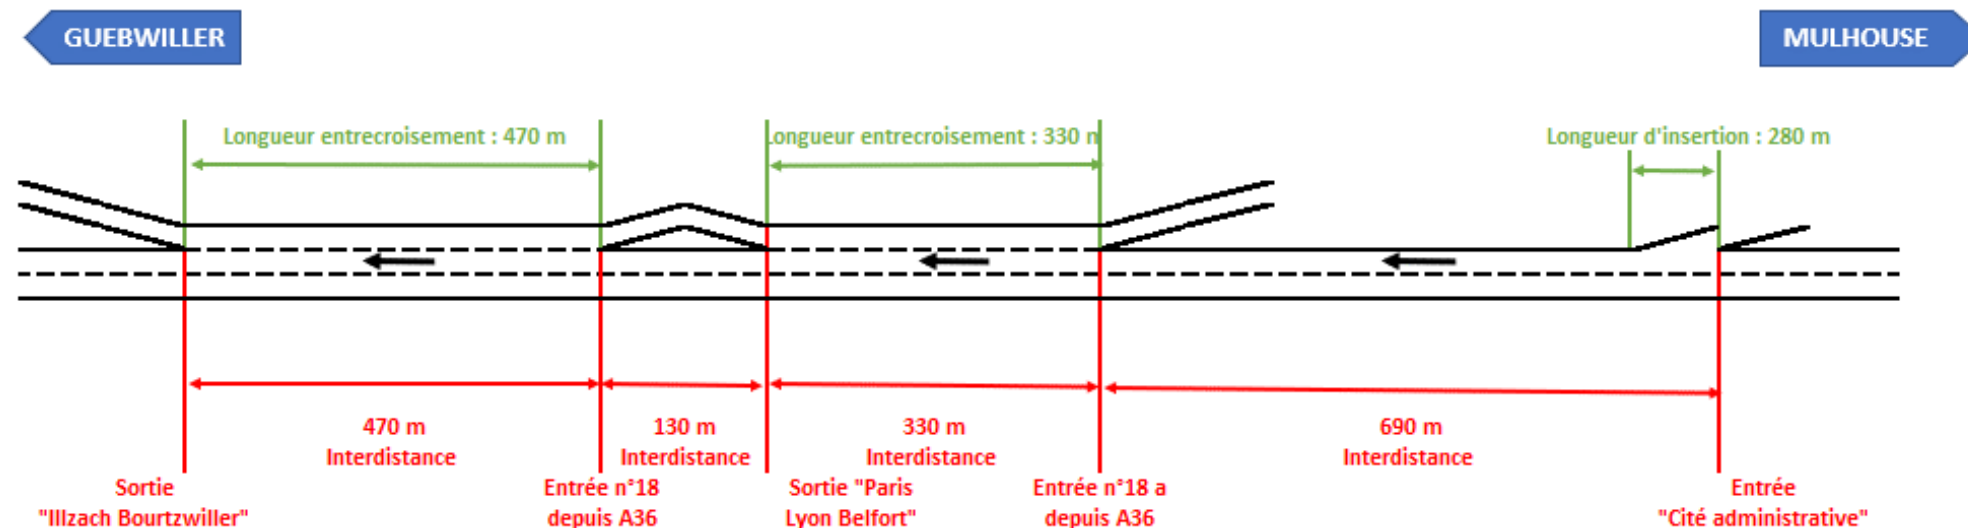 GUEBWILLER
MULHOUSE
Longueur entrecroisement : 470 m
Longueur entrecroisement : 330 m
Longueur d'insertion : 280 m
470 m
Interdistance
130 m
Interdistance
330 m
Interdistance
690 m
Interdistance
Sortie
"Illzach Bourtzwiller"
Entrée n°18
depuis A36
Sortie "Paris
Lyon Belfort"
Entrée n°18 a
depuis A36
Entrée
"Cité administrative"